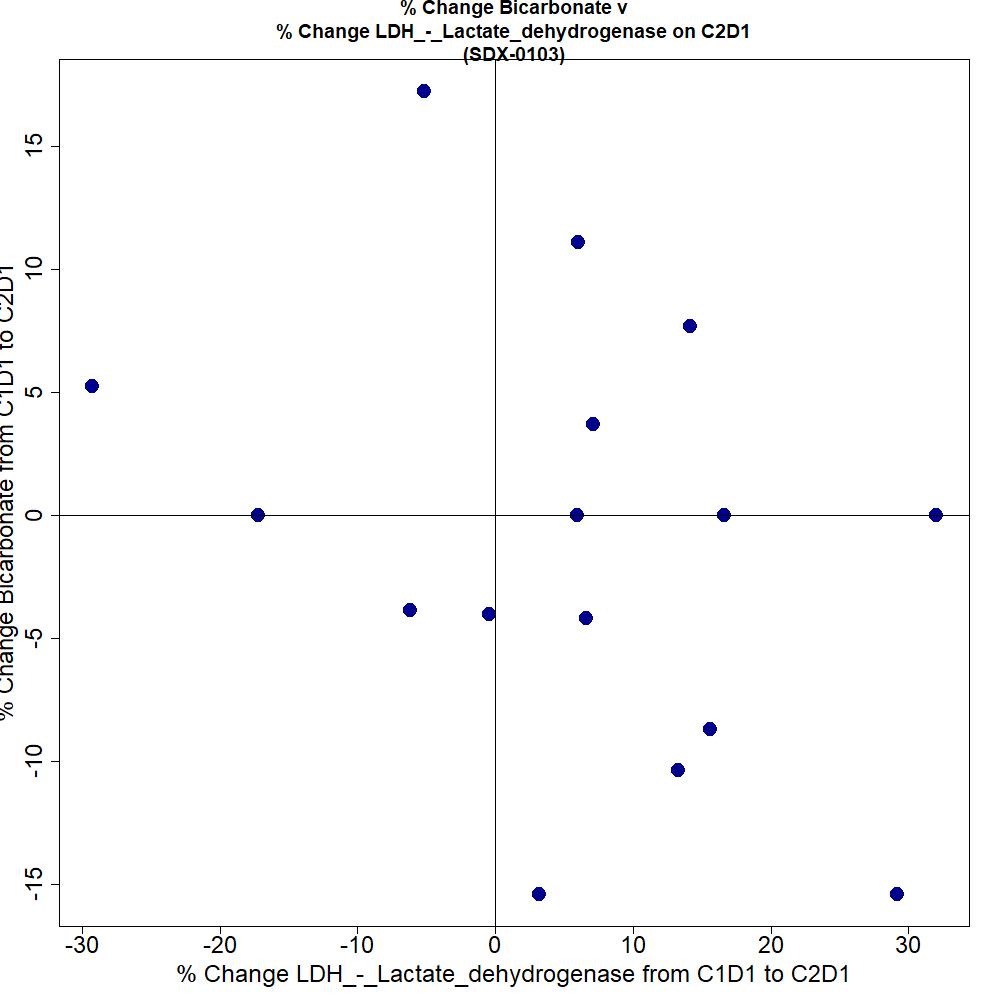 % Change Bicarbonate v
% Change LDH_-_Lactate_dehydrogenase on C2D1
(SDX-0103)
% Change Bicarbonate from C1D1 to C2D1
15
10
5
0
-5
-10
-15
-30
-20
-10
0
10
20
30
% Change LDH_-_Lactate_dehydrogenase from C1D1 to C2D1